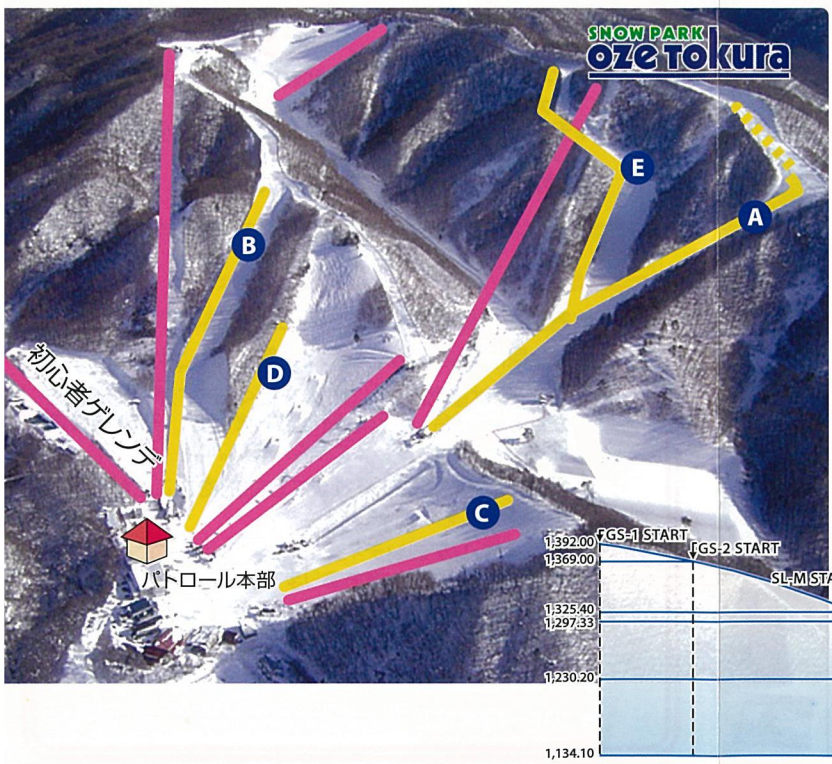 SNOW PARK
OZE TOKURA
E
A
B
D
初心者ゲレンデ
C
パトロール本部
GS-1 START
GS-2 START
SL-M STA
1,392.00
1,369.00
1,325.40
1,297.33
1,230.20
1,134.10